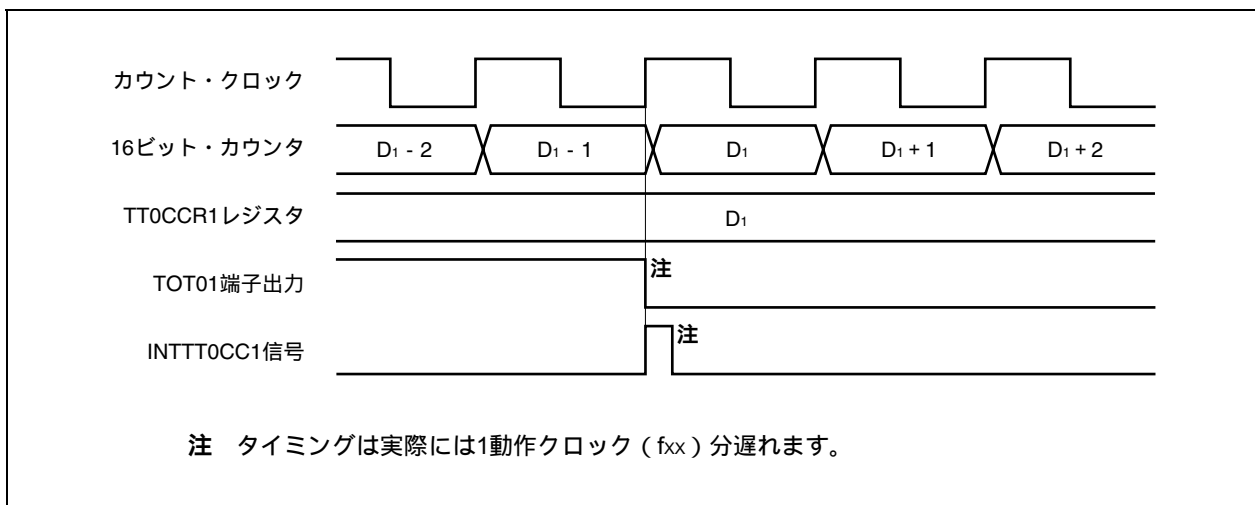 カウント・クロック
16ビット・カウンタ D₁ - 2 D₁ - 1 D₁ D₁ + 1 D₁ + 2
TT0CCR1レジスタ D₁
TOT01端子出力 注
INTTT0CC1信号 注
注 タイミングは実際には1動作クロック（fxx）分遅れます。